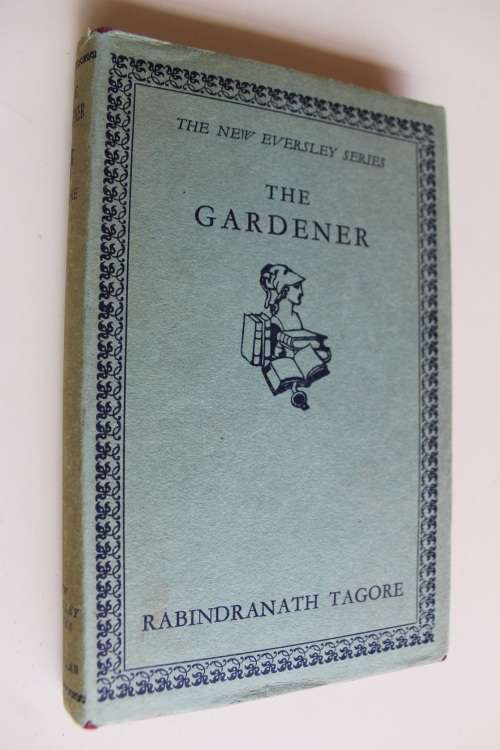 THE NEW EVERSLEY SERIES
THE
GARDENER
RABINDRANATH TAGORE